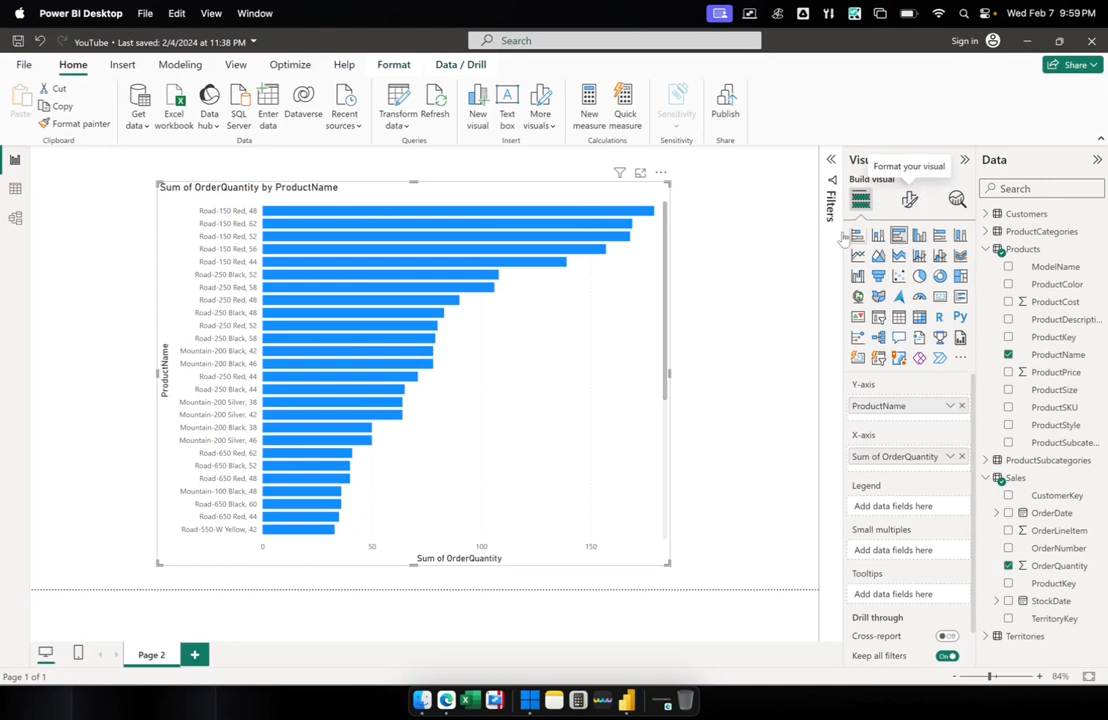 Power BI Desktop File Edit View Window Wed Feb 7 9:59 PM
YouTube • Last saved: 2/4/2024 at 11:38 PM Search Sign in
File Home Insert Modeling View Optimize Help Format Data / Drill Share
Paste Cut Copy Format painter
Get data Excel workbook Data hub SQL Server Enter data Dataverse Recent sources
Transform data Refresh New visual Text box More visuals New measure Quick measure Sensitivity Publish
Clipboard Data Queries Insert Calculations Sensitivity Share
Sum of OrderQuantity by ProductName
ProductName
Road-150 Red, 48
Road-150 Red, 62
Road-150 Red, 52
Road-150 Red, 56
Road-150 Red, 44
Road-250 Black, 52
Road-250 Red, 58
Road-250 Red, 48
Road-250 Black, 48
Road-250 Red, 52
Road-250 Black, 58
Mountain-200 Black, 42
Mountain-200 Black, 46
Road-250 Red, 44
Road-250 Black, 44
Mountain-200 Silver, 38
Mountain-200 Silver, 42
Mountain-200 Black, 38
Mountain-200 Silver, 46
Road-650 Red, 62
Road-650 Black, 52
Road-650 Red, 48
Mountain-100 Black, 48
Road-650 Black, 60
Road-650 Red, 44
Road-550-W Yellow, 42
0 50 100 150
Sum of OrderQuantity
Filters
Visu
Format your visual
Build visual
R Py
Y-axis
ProductName
X-axis
Sum of OrderQuantity
Legend
Add data fields here
Small multiples
Add data fields here
Tooltips
Add data fields here
Drill through
Cross-report Off
Keep all filters On
Data
Search
Customers
ProductCategories
Products
ModelName
ProductColor
ProductCost
ProductDescripti...
ProductKey
ProductName
ProductPrice
ProductSize
ProductSKU
ProductStyle
ProductSubcate...
ProductSubcategories
Sales
CustomerKey
OrderDate
OrderLineItem
OrderNumber
OrderQuantity
ProductKey
StockDate
TerritoryKey
Territories
Page 2
Page 1 of 1
84%